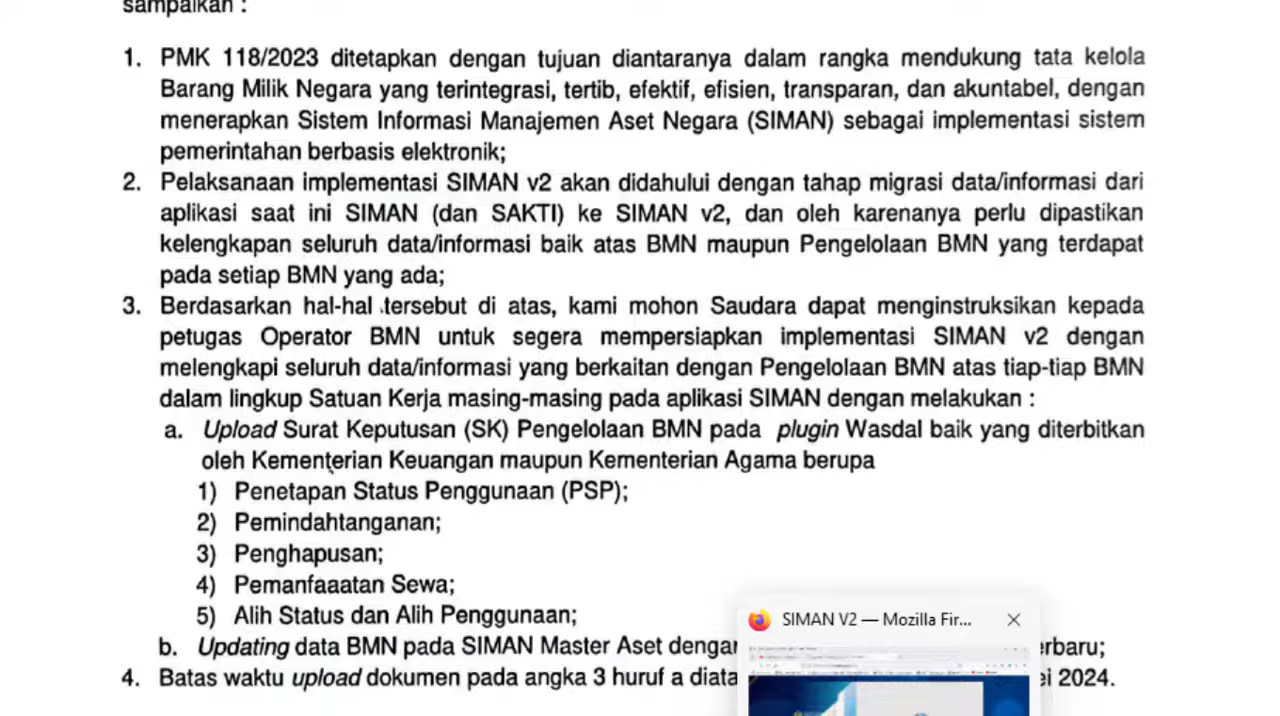 sampaikan :
1. PMK 118/2023 ditetapkan dengan tujuan diantaranya dalam rangka mendukung tata kelola
Barang Milik Negara yang terintegrasi, tertib, efektif, efisien, transparan, dan akuntabel, dengan
menerapkan Sistem Informasi Manajemen Aset Negara (SIMAN) sebagai implementasi sistem
pemerintahan berbasis elektronik;
2. Pelaksanaan implementasi SIMAN v2 akan didahului dengan tahap migrasi data/informasi dari
aplikasi saat ini SIMAN (dan SAKTI) ke SIMAN v2, dan oleh karenanya perlu dipastikan
kelengkapan seluruh data/informasi baik atas BMN maupun Pengelolaan BMN yang terdapat
pada setiap BMN yang ada;
3. Berdasarkan hal-hal tersebut di atas, kami mohon Saudara dapat menginstruksikan kepada
petugas Operator BMN untuk segera mempersiapkan implementasi SIMAN v2 dengan
melengkapi seluruh data/informasi yang berkaitan dengan Pengelolaan BMN atas tiap-tiap BMN
dalam lingkup Satuan Kerja masing-masing pada aplikasi SIMAN dengan melakukan :
a. Upload Surat Keputusan (SK) Pengelolaan BMN pada plugin Wasdal baik yang diterbitkan
oleh Kementerian Keuangan maupun Kementerian Agama berupa
1) Penetapan Status Penggunaan (PSP);
2) Pemindahtanganan;
3) Penghapusan;
4) Pemanfaaatan Sewa;
5) Alih Status dan Alih Penggunaan;
SIMAN V2 — Mozilla Fir...
b. Updating data BMN pada SIMAN Master Aset dengar erbaru;
4. Batas waktu upload dokumen pada angka 3 huruf a diata ei 2024.